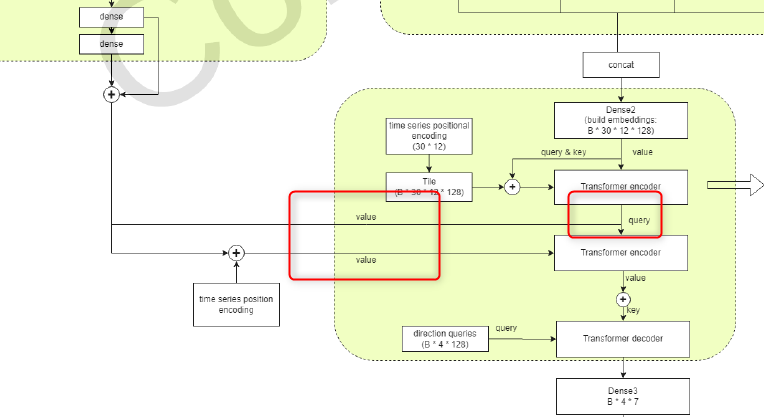 dense
dense
concat
Dense2
(build embeddings:
B * 30 * 12 * 128)
time series positional
encoding
(30 * 12)
query & key
value
Tile
(B * 30 * 12 * 128)
Transformer encoder
value
query
value
Transformer encoder
time series position
encoding
value
key
direction queries
(B * 4 * 128)
query
Transformer decoder
Dense3
B * 4 * 7